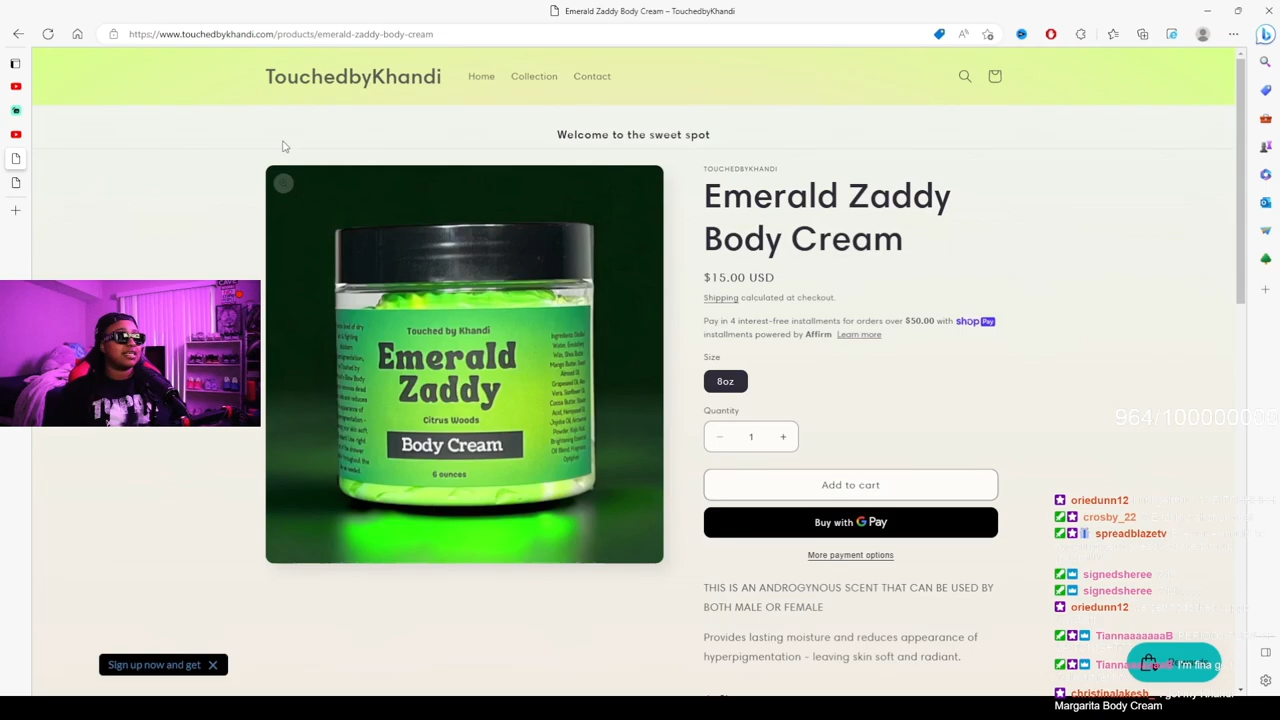 Emerald Zaddy Body Cream – TouchedbyKhandi
https://www.touchedbykhandi.com/products/emerald-zaddy-body-cream
TouchedbyKhandi
Home
Collection
Contact
Welcome to the sweet spot
Touched by Khandi
Emerald
Zaddy
Citrus Woods
Body Cream
6 ounces
TOUCHEDBYKHANDI
Emerald Zaddy
Body Cream
$15.00 USD
Shipping calculated at checkout.
Pay in 4 interest-free installments for orders over $50.00 with shop Pay
installments powered by Affirm Learn more
Size
8oz
Quantity
1
Add to cart
Buy with G Pay
More payment options
THIS IS AN ANDROGYNOUS SCENT THAT CAN BE USED BY
BOTH MALE OR FEMALE
Provides lasting moisture and reduces appearance of
hyperpigmentation - leaving skin soft and radiant.
Sign up now and get
oriedunn12
crosby_22
spreadblazetv
signedsheree
signedsheree
oriedunn12
TiannaaaaaaB
I'm fina
christinalakesh_
Margarita Body Cream